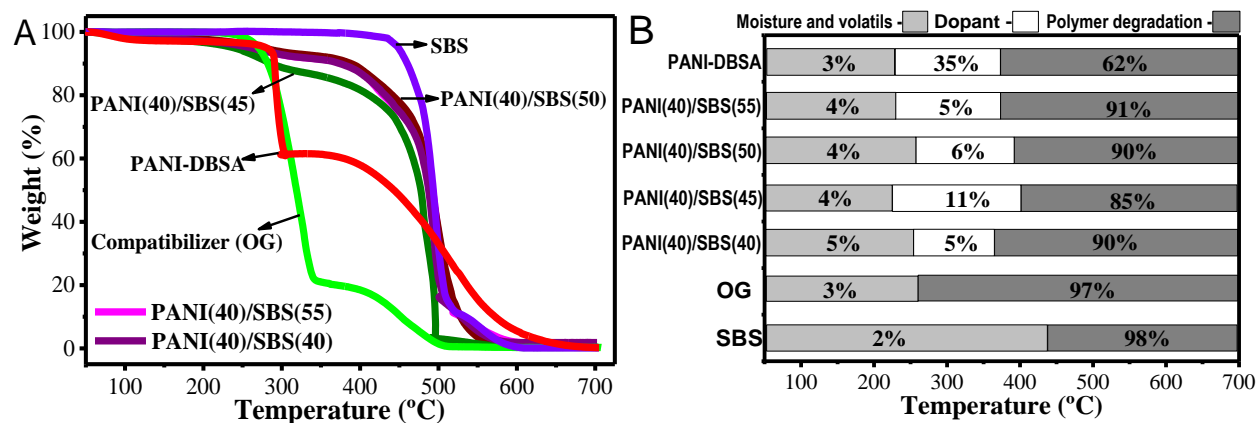 A
100
80
60
40
20
0
Weight (%)
SBS
PANI(40)/SBS(45)
PANI(40)/SBS(50)
PANI-DBSA
Compatibilizer (OG)
PANI(40)/SBS(55)
PANI(40)/SBS(40)
100 200 300 400 500 600 700
Temperature (ºC)
B
Moisture and volatils - Dopant - Polymer degradation -
PANI-DBSA 3% 35% 62%
PANI(40)/SBS(55) 4% 5% 91%
PANI(40)/SBS(50) 4% 6% 90%
PANI(40)/SBS(45) 4% 11% 85%
PANI(40)/SBS(40) 5% 5% 90%
OG 3% 97%
SBS 2% 98%
100 200 300 400 500 600 700
Temperature (ºC)